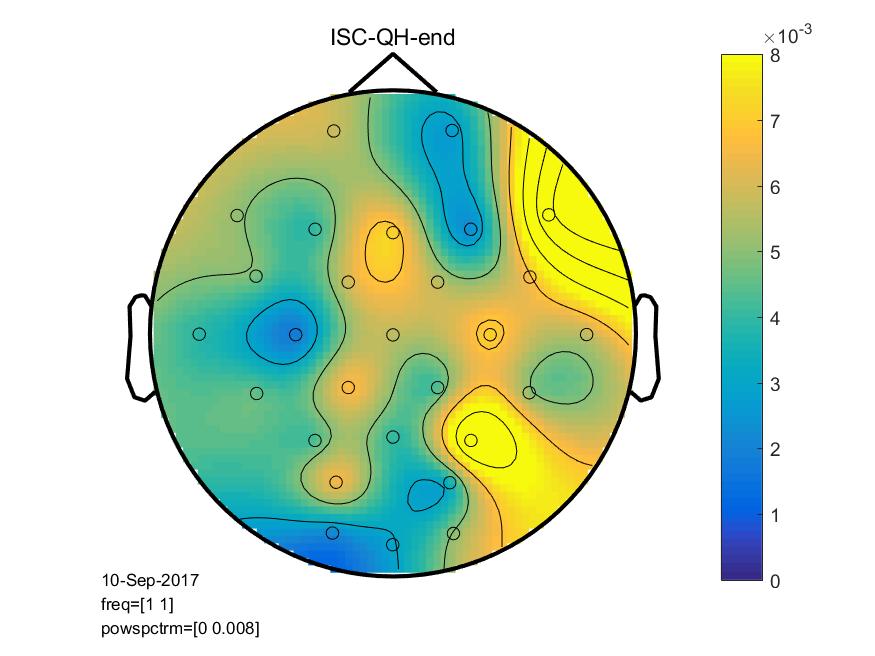 ISC-QH-end
×10⁻³
8
7
6
5
4
3
2
1
0
10-Sep-2017
freq=[1 1]
powspctrm=[0 0.008]